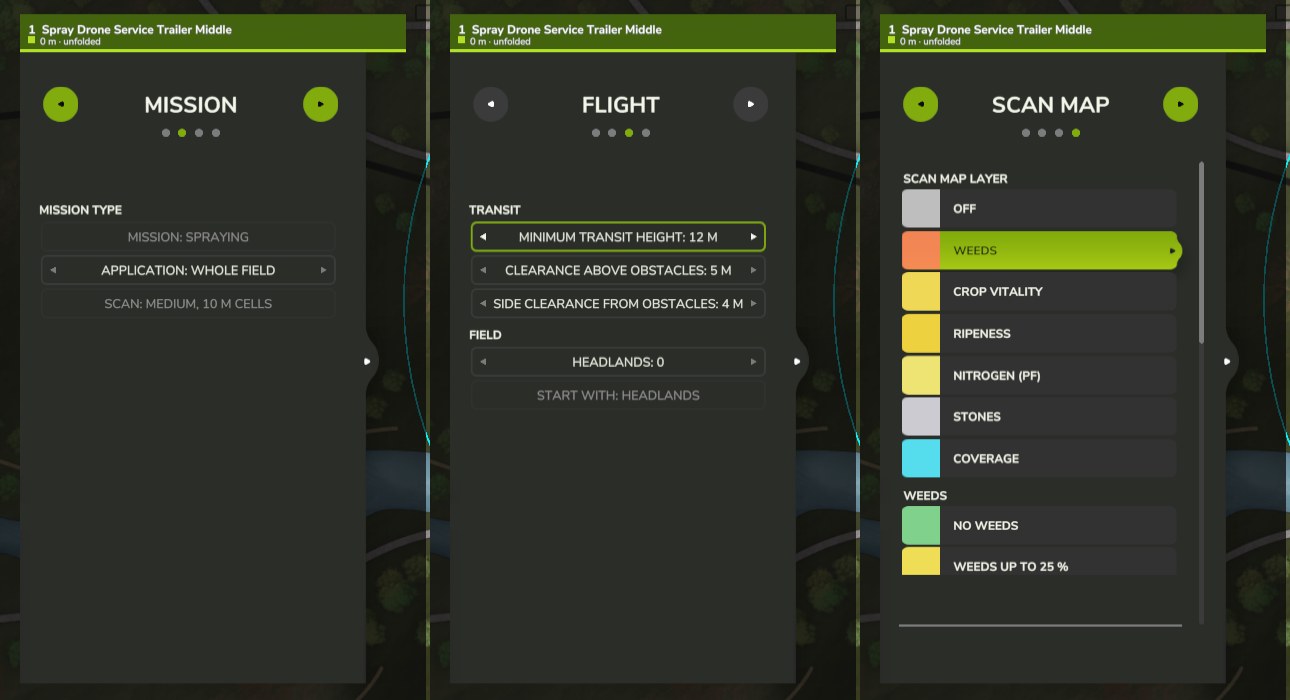 1 Spray Drone Service Trailer Middle
0 m · unfolded
MISSION
MISSION TYPE
MISSION: SPRAYING
APPLICATION: WHOLE FIELD
SCAN: MEDIUM, 10 M CELLS
1 Spray Drone Service Trailer Middle
0 m · unfolded
FLIGHT
TRANSIT
MINIMUM TRANSIT HEIGHT: 12 M
CLEARANCE ABOVE OBSTACLES: 5 M
SIDE CLEARANCE FROM OBSTACLES: 4 M
FIELD
HEADLANDS: 0
START WITH: HEADLANDS
1 Spray Drone Service Trailer Middle
0 m · unfolded
SCAN MAP
SCAN MAP LAYER
OFF
WEEDS
CROP VITALITY
RIPENESS
NITROGEN (PF)
STONES
COVERAGE
WEEDS
NO WEEDS
WEEDS UP TO 25 %